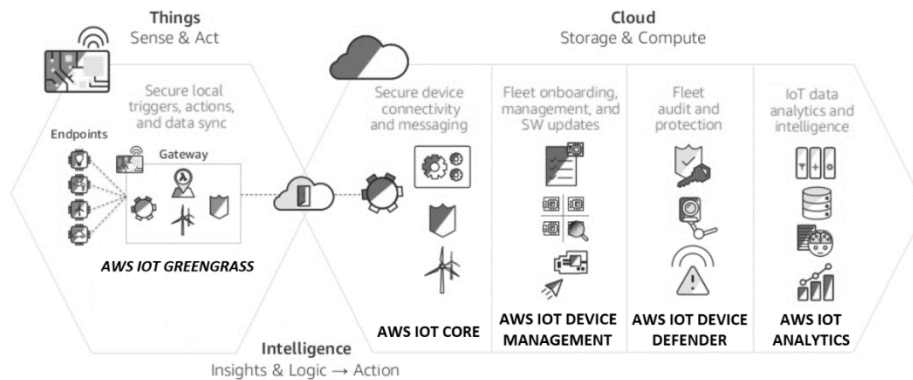 Things
Sense & Act
Cloud
Storage & Compute
Secure local
triggers, actions,
and data sync
Endpoints
Gateway
AWS IOT GREENGRASS
Secure device
connectivity
and messaging
AWS IOT CORE
Fleet onboarding,
management, and
SW updates
AWS IOT DEVICE
MANAGEMENT
Fleet
audit and
protection
AWS IOT DEVICE
DEFENDER
IoT data
analytics and
intelligence
AWS IOT
ANALYTICS
Intelligence
Insights & Logic → Action